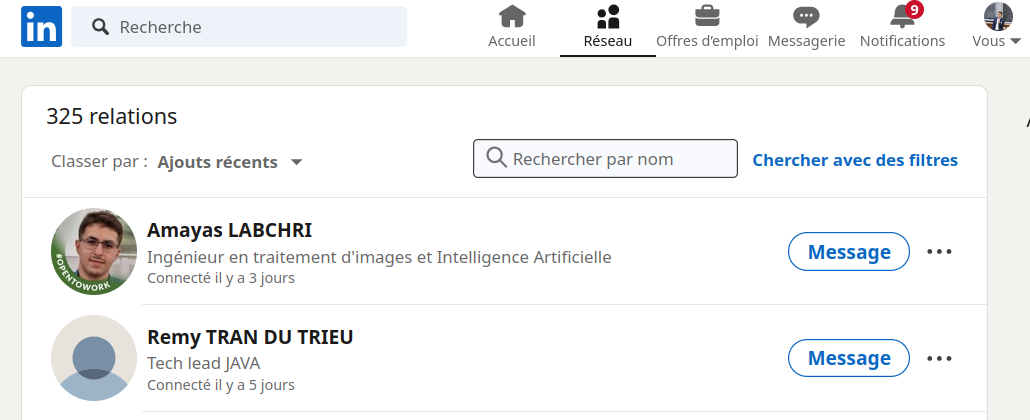 in
Recherche
9
Accueil
Réseau
Offres d’emploi
Messagerie
Notifications
Vous
325 relations
Classer par : Ajouts récents
Rechercher par nom
Chercher avec des filtres
Amayas LABCHRI
Ingénieur en traitement d'images et Intelligence Artificielle
Connecté il y a 3 jours
#OPENTOWORK
Message
Remy TRAN DU TRIEU
Tech lead JAVA
Connecté il y a 5 jours
Message